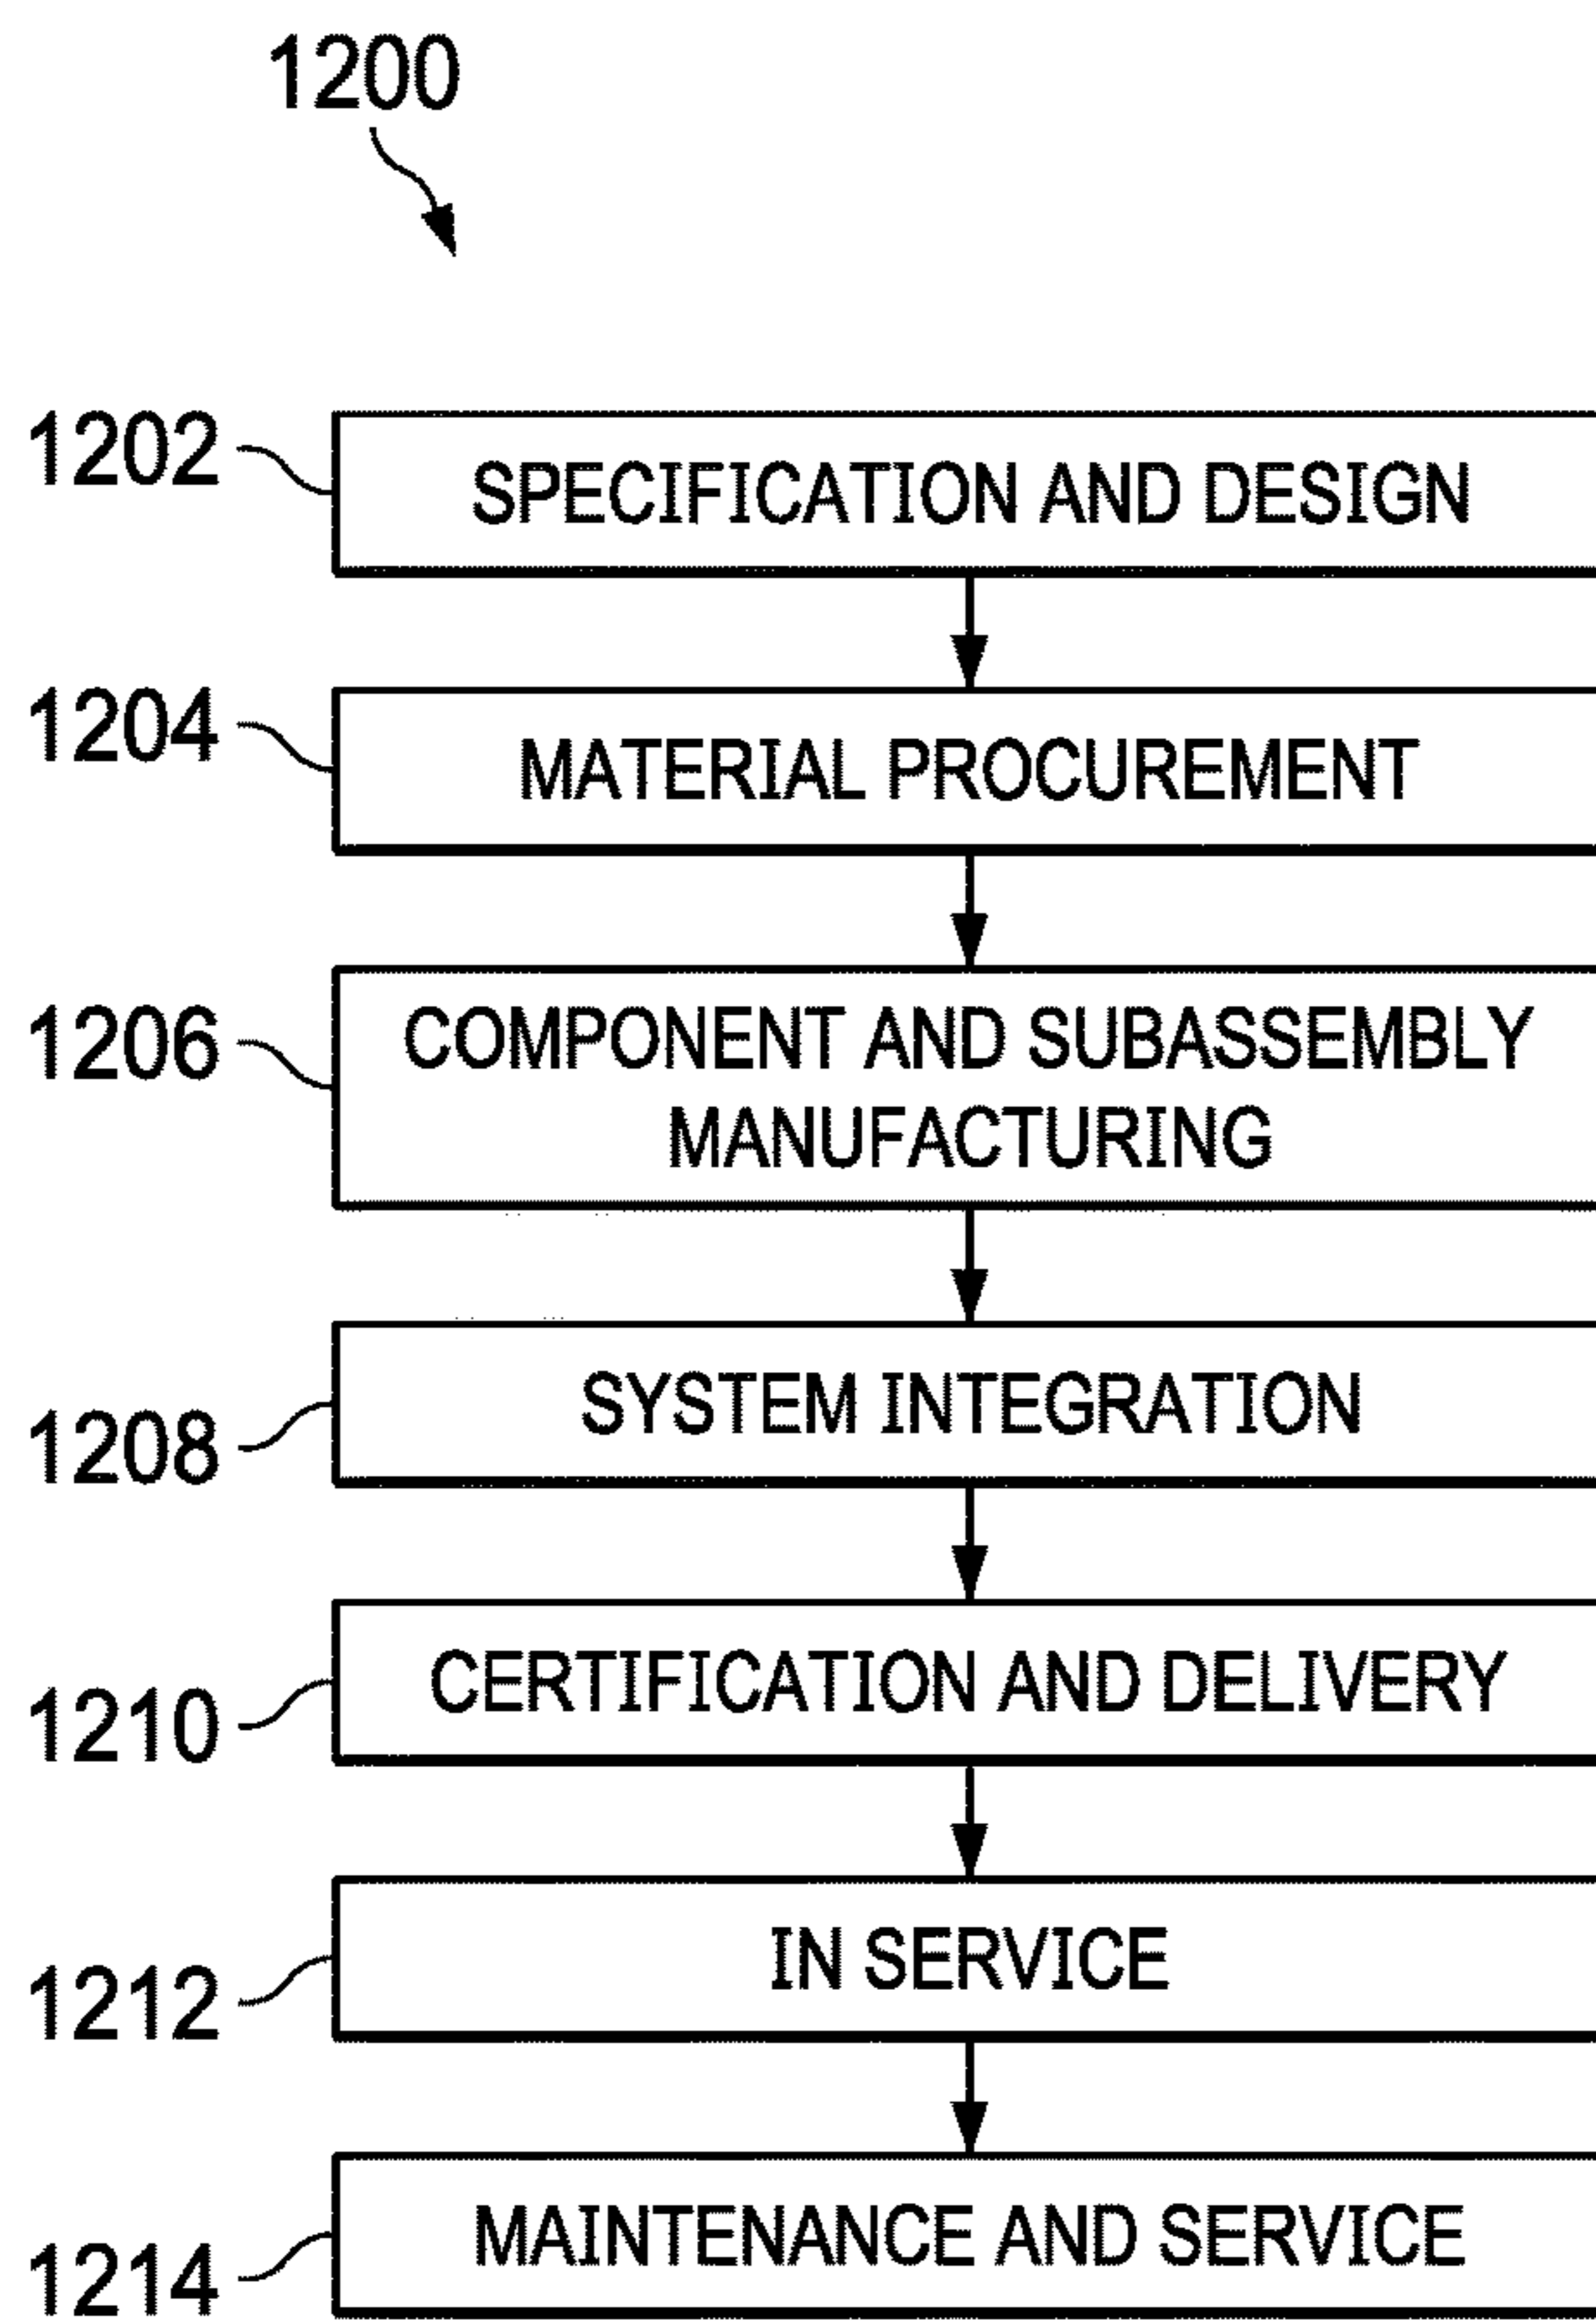 1200
1202
SPECIFICATION AND DESIGN
1204
MATERIAL PROCUREMENT
1206
COMPONENT AND SUBASSEMBLY
MANUFACTURING
1208
SYSTEM INTEGRATION
1210
CERTIFICATION AND DELIVERY
1212
IN SERVICE
1214
MAINTENANCE AND SERVICE